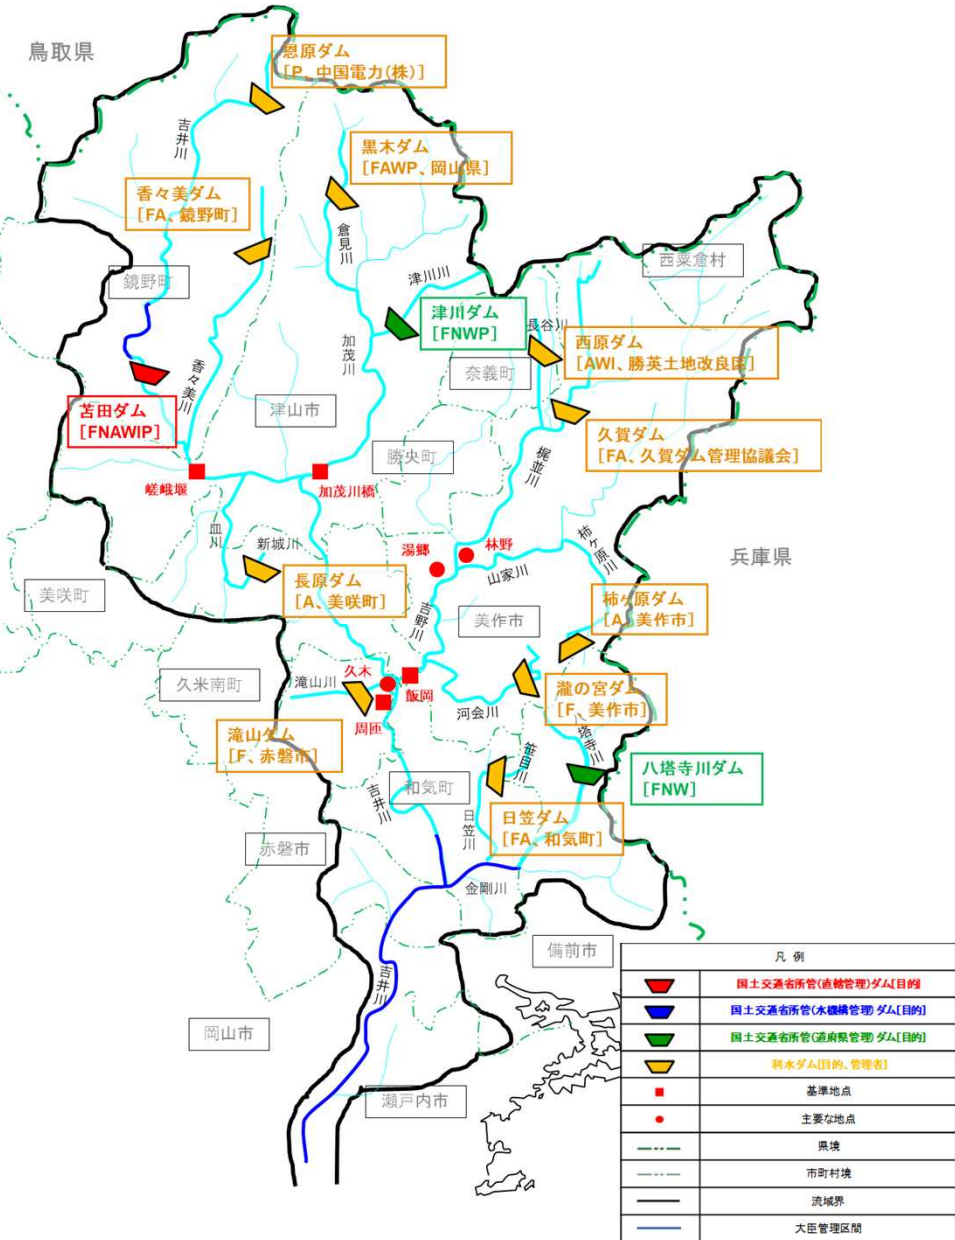 鳥取県
恩原ダム
[P、中国電力(株)]
吉井川
黒木ダム
[FAWP、岡山県]
香々美ダム
[FA、鏡野町]
倉見川
津川川
西粟倉村
鏡野町
津川ダム
[FNWP]
長谷川
西原ダム
[AWI、勝英土地改良区]
加茂川
奈義町
香々美川
苫田ダム
[FNAWIP]
津山市
久賀ダム
[FA、久賀ダム管理協議会]
勝央町
梶並川
嵯峨堰
加茂川橋
皿川
新城川
湯郷
林野
柿ヶ原川
兵庫県
山家川
長原ダム
[A、美咲町]
美咲町
吉野川
美作市
柿ヶ原ダム
[A、美作市]
久米南町
滝山川
久木
飯岡
周匝
河会川
瀧の宮ダム
[F、美作市]
滝山ダム
[F、赤磐市]
八塔寺川
笹目川
八塔寺川ダム
[FNW]
和気町
吉井川
日笠川
日笠ダム
[FA、和気町]
赤磐市
金剛川
備前市
吉井川
岡山市
瀬戸内市
凡例
国土交通省所管(直轄管理)ダム[目的]
国土交通省所管(水機構管理)ダム[目的]
国土交通省所管(道府県管理)ダム[目的]
利水ダム[目的、管理者]
基準地点
主要な地点
県境
市町村境
流域界
大臣管理区間